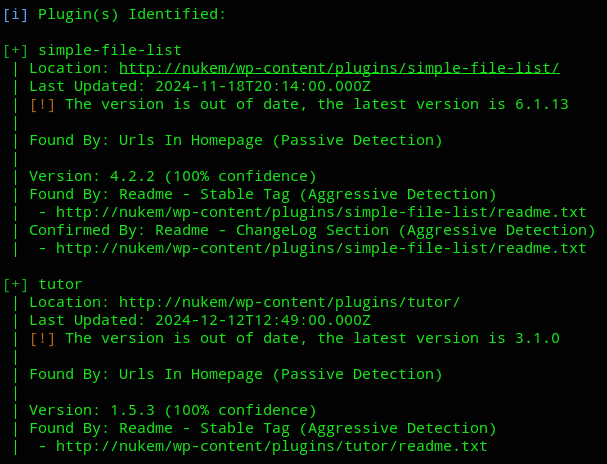 [i] Plugin(s) Identified:
[+] simple-file-list
| Location: http://nukem/wp-content/plugins/simple-file-list/
| Last Updated: 2024-11-18T20:14:00.000Z
| [!] The version is out of date, the latest version is 6.1.13
|
| Found By: Urls In Homepage (Passive Detection)
|
| Version: 4.2.2 (100% confidence)
| Found By: Readme - Stable Tag (Aggressive Detection)
|  - http://nukem/wp-content/plugins/simple-file-list/readme.txt
| Confirmed By: Readme - ChangeLog Section (Aggressive Detection)
|  - http://nukem/wp-content/plugins/simple-file-list/readme.txt
[+] tutor
| Location: http://nukem/wp-content/plugins/tutor/
| Last Updated: 2024-12-12T12:49:00.000Z
| [!] The version is out of date, the latest version is 3.1.0
|
| Found By: Urls In Homepage (Passive Detection)
|
| Version: 1.5.3 (100% confidence)
| Found By: Readme - Stable Tag (Aggressive Detection)
|  - http://nukem/wp-content/plugins/tutor/readme.txt